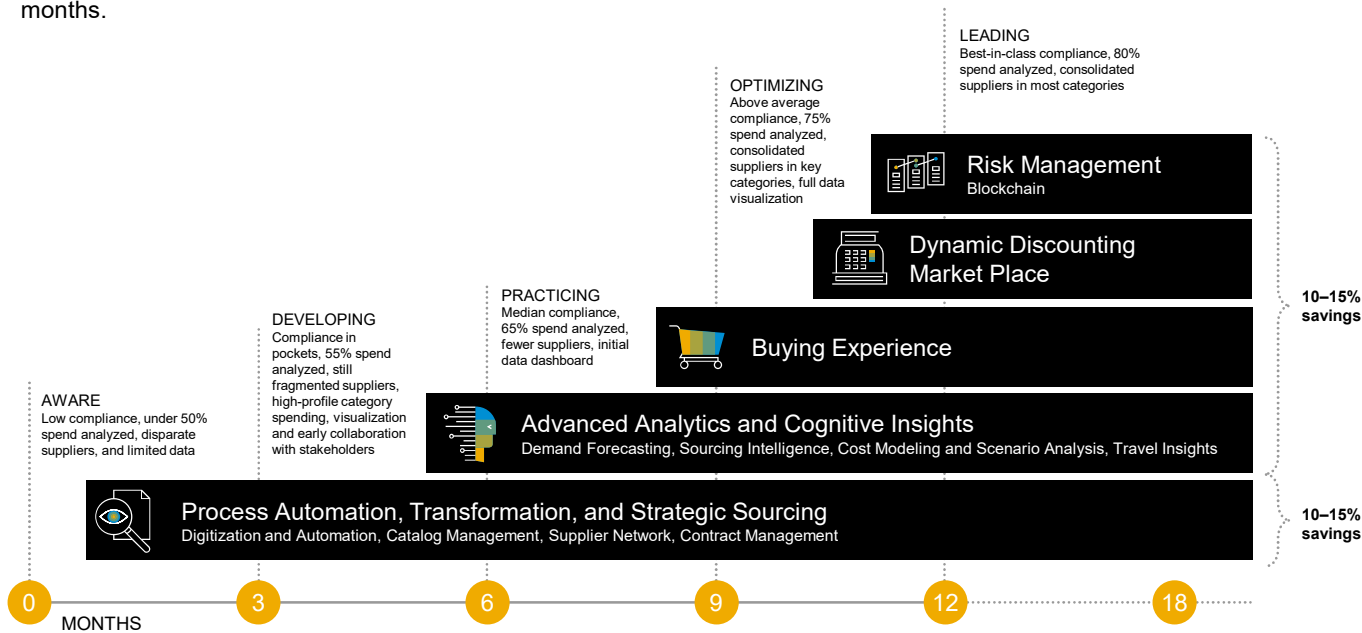 months.
LEADING
Best-in-class compliance, 80%
spend analyzed, consolidated
suppliers in most categories
OPTIMIZING
Above average
compliance, 75%
spend analyzed,
consolidated
suppliers in key
categories, full data
visualization
Risk Management
Blockchain
Dynamic Discounting
Market Place
PRACTICING
Median compliance,
65% spend analyzed,
fewer suppliers, initial
data dashboard
10–15%
savings
DEVELOPING
Compliance in
pockets, 55% spend
analyzed, still
fragmented suppliers,
high-profile category
spending, visualization
and early collaboration
with stakeholders
Buying Experience
AWARE
Low compliance, under 50%
spend analyzed, disparate
suppliers, and limited data
Advanced Analytics and Cognitive Insights
Demand Forecasting, Sourcing Intelligence, Cost Modeling and Scenario Analysis, Travel Insights
Process Automation, Transformation, and Strategic Sourcing
Digitization and Automation, Catalog Management, Supplier Network, Contract Management
10–15%
savings
0 3 6 9 12 18
MONTHS